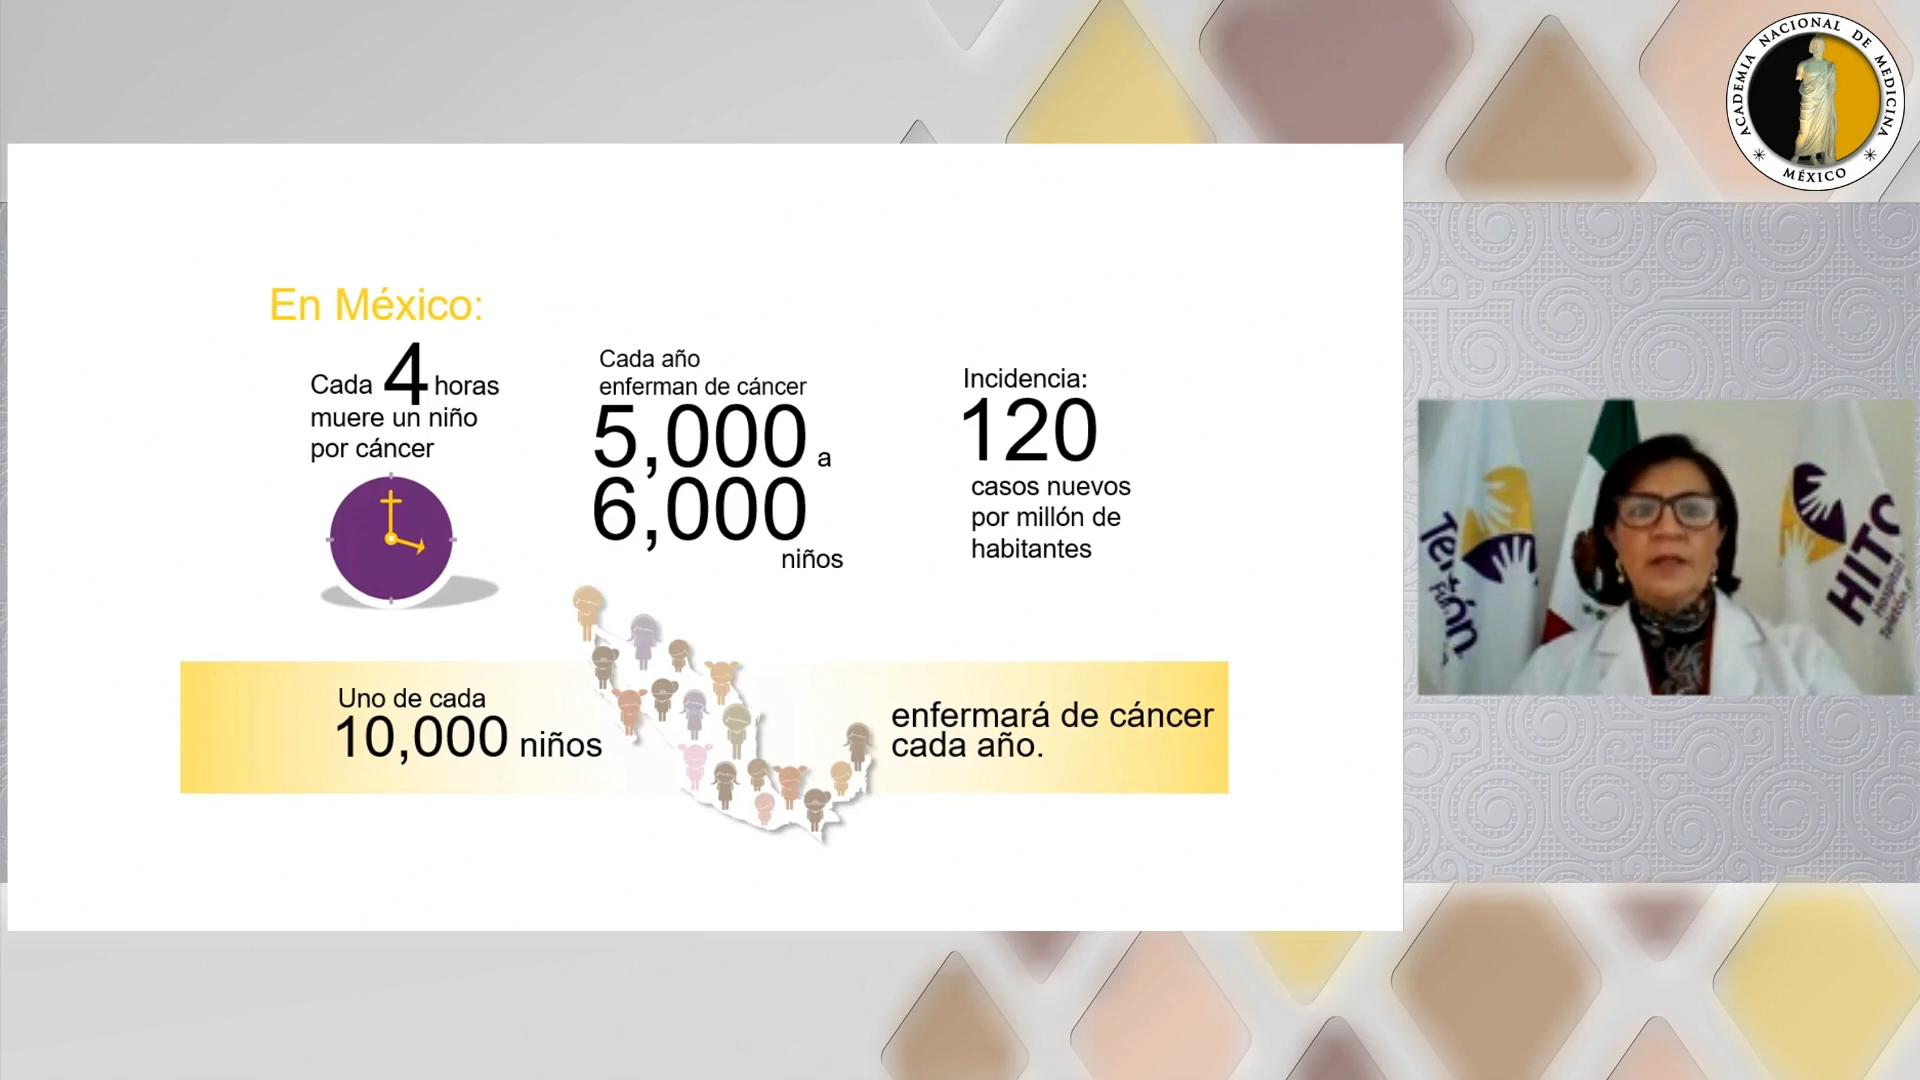 ACADEMIA NACIONAL DE MEDICINA
MÉXICO
En México:
Cada 4 horas
muere un niño
por cáncer
Cada año
enferman de cáncer
5,000 a
6,000
niños
Incidencia:
120
casos nuevos
por millón de
habitantes
Uno de cada
10,000 niños
enfermará de cáncer
cada año.
HITO
Hospital